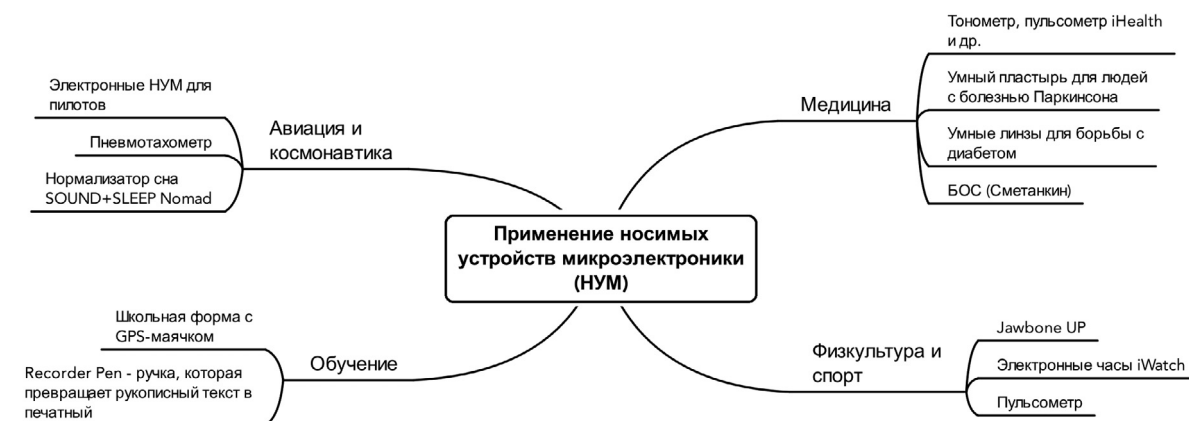 Применение носимых
устройств микроэлектроники
(НУМ)
Авиация и
космонавтика
Электронные НУМ для
пилотов
Пневмотахометр
Нормализатор сна
SOUND+SLEEP Nomad
Обучение
Школьная форма с
GPS-маячком
Recorder Pen - ручка, которая
превращает рукописный текст в
печатный
Медицина
Тонометр, пульсометр iHealth
и др.
Умный пластырь для людей
с болезнью Паркинсона
Умные линзы для борьбы с
диабетом
БОС (Сметанкин)
Физкультура и
спорт
Jawbone UP
Электронные часы iWatch
Пульсометр